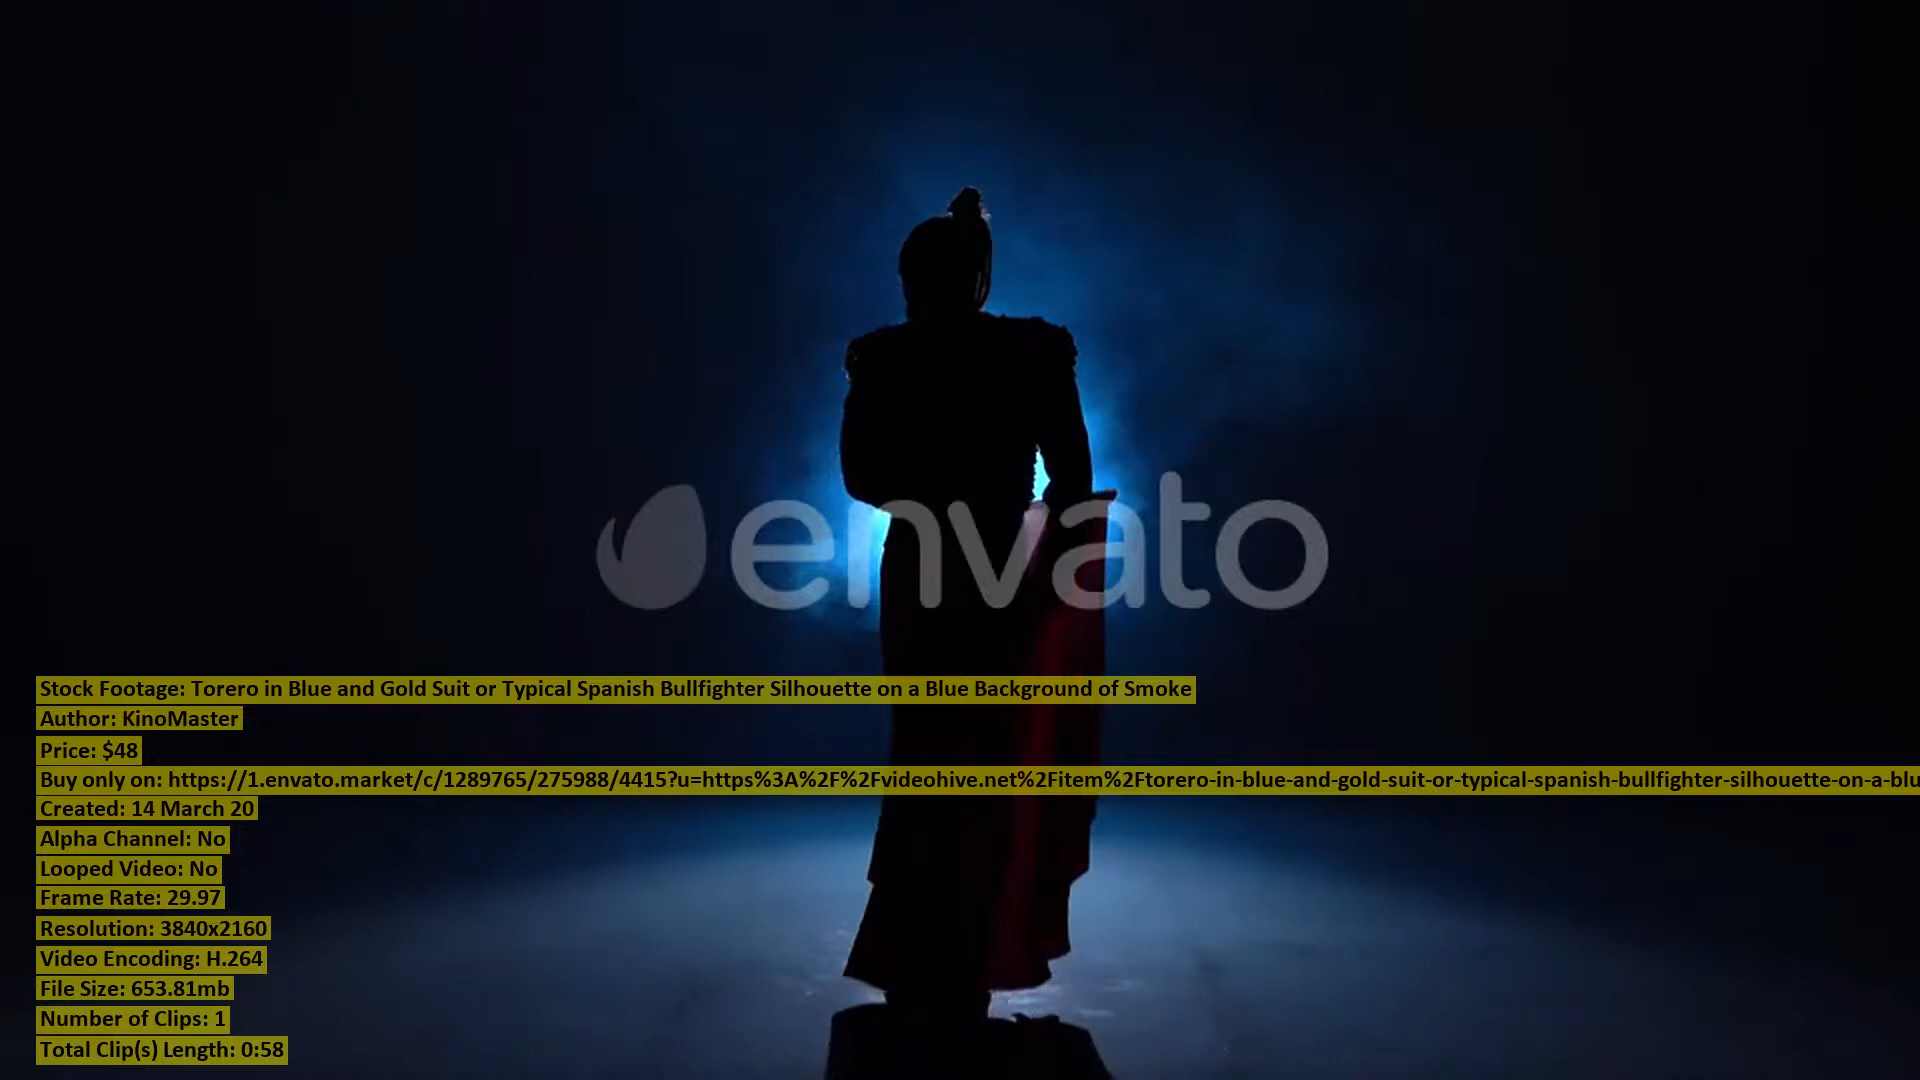 envato
Stock Footage: Torero in Blue and Gold Suit or Typical Spanish Bullfighter Silhouette on a Blue Background of Smoke
Author: KinoMaster
Price: $48
Buy only on: https://1.envato.market/c/1289765/275988/4415?u=https%3A%2F%2Fvideohive.net%2Fitem%2Ftorero-in-blue-and-gold-suit-or-typical-spanish-bullfighter-silhouette-on-a-blu
Created: 14 March 20
Alpha Channel: No
Looped Video: No
Frame Rate: 29.97
Resolution: 3840x2160
Video Encoding: H.264
File Size: 653.81mb
Number of Clips: 1
Total Clip(s) Length: 0:58